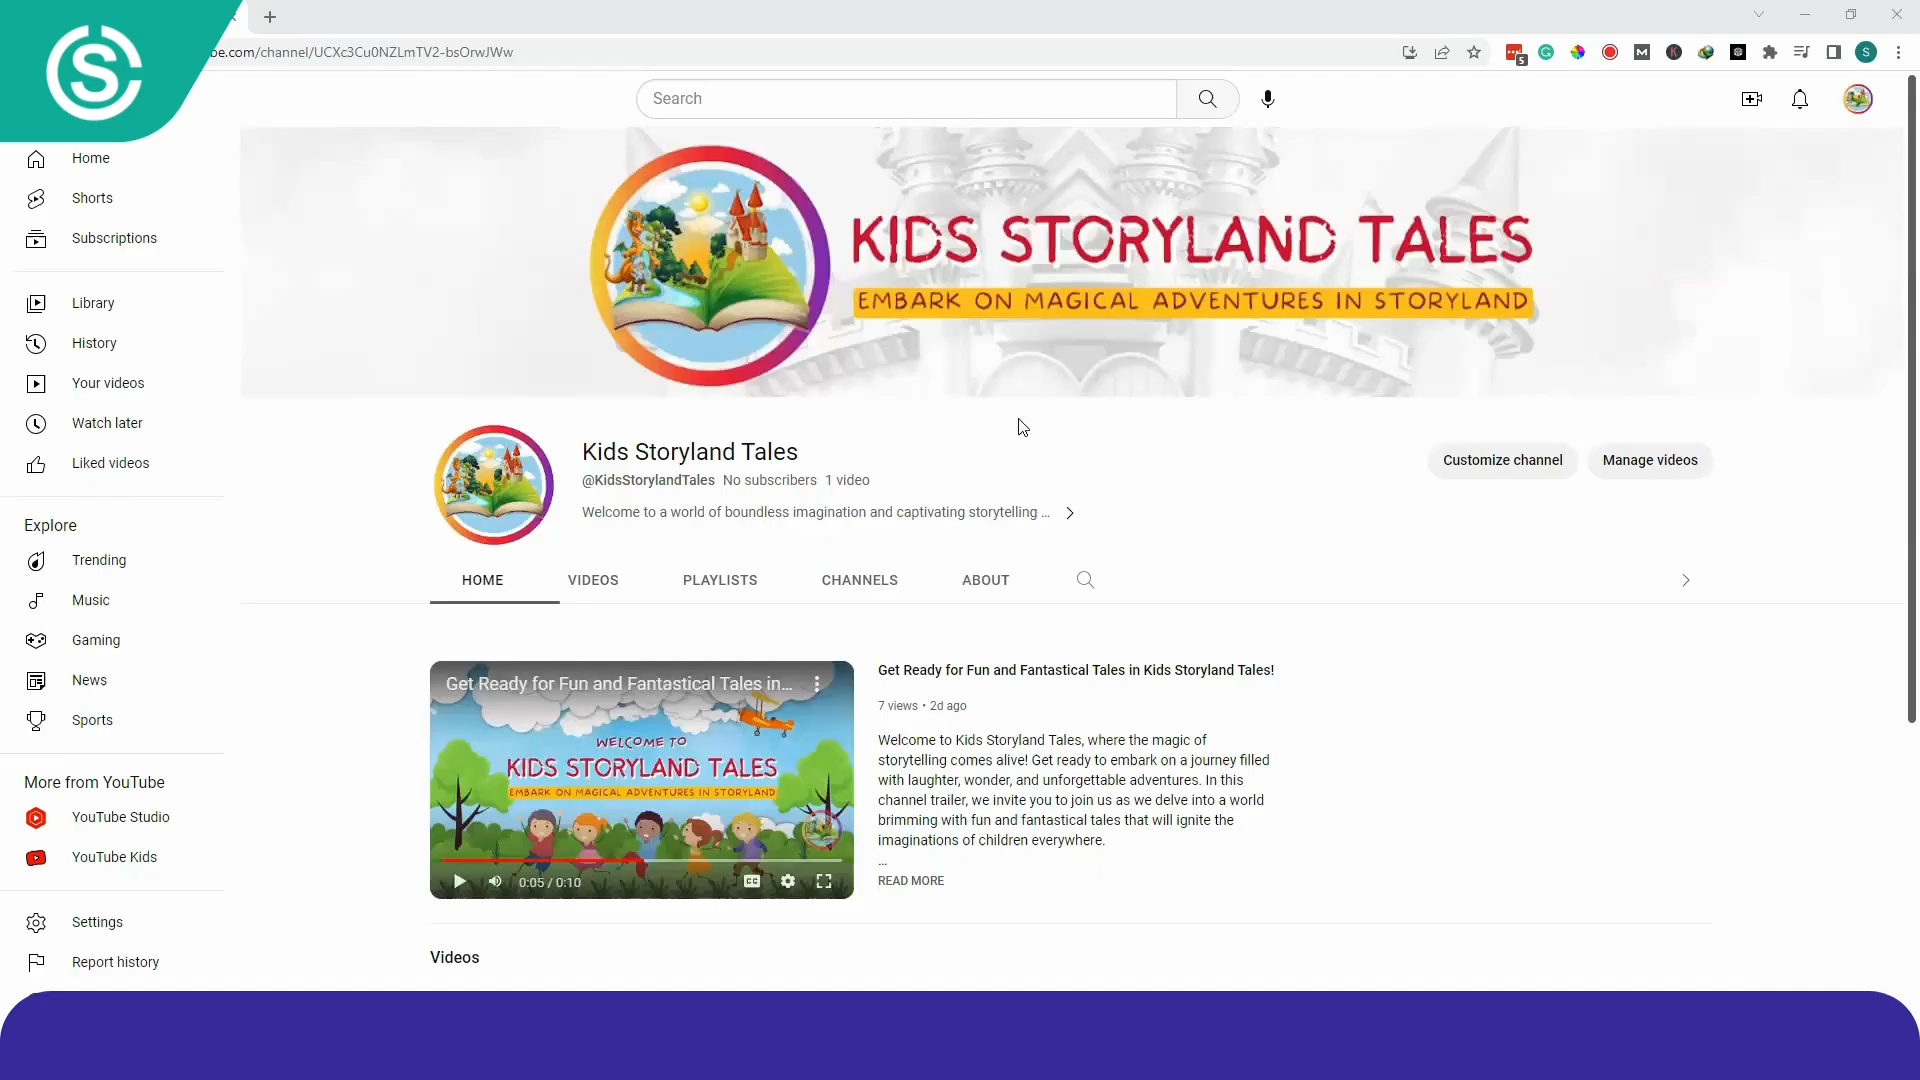 be.com/channel/UCXc3Cu0NZLmTV2-bsOrwJWw
5
S
S
Search
KIDS STORYLAND TALES
EMBARK ON MAGICAL ADVENTURES IN STORYLAND
Home
Shorts
Subscriptions
Library
History
Your videos
Watch later
Liked videos
Explore
Trending
Music
Gaming
News
Sports
More from YouTube
YouTube Studio
YouTube Kids
Settings
Report history
Kids Storyland Tales
@KidsStorylandTales No subscribers 1 video
Welcome to a world of boundless imagination and captivating storytelling ...
Customize channel
Manage videos
HOME VIDEOS PLAYLISTS CHANNELS ABOUT
Get Ready for Fun and Fantastical Tales in...
WELCOME TO
KIDS STORYLAND TALES
EMBARK ON MAGICAL ADVENTURES IN STORYLAND
0:05 / 0:10
CC
Get Ready for Fun and Fantastical Tales in Kids Storyland Tales!
7 views • 2d ago
Welcome to Kids Storyland Tales, where the magic of
storytelling comes alive! Get ready to embark on a journey filled
with laughter, wonder, and unforgettable adventures. In this
channel trailer, we invite you to join us as we delve into a world
brimming with fun and fantastical tales that will ignite the
imaginations of children everywhere.
...
READ MORE
Videos